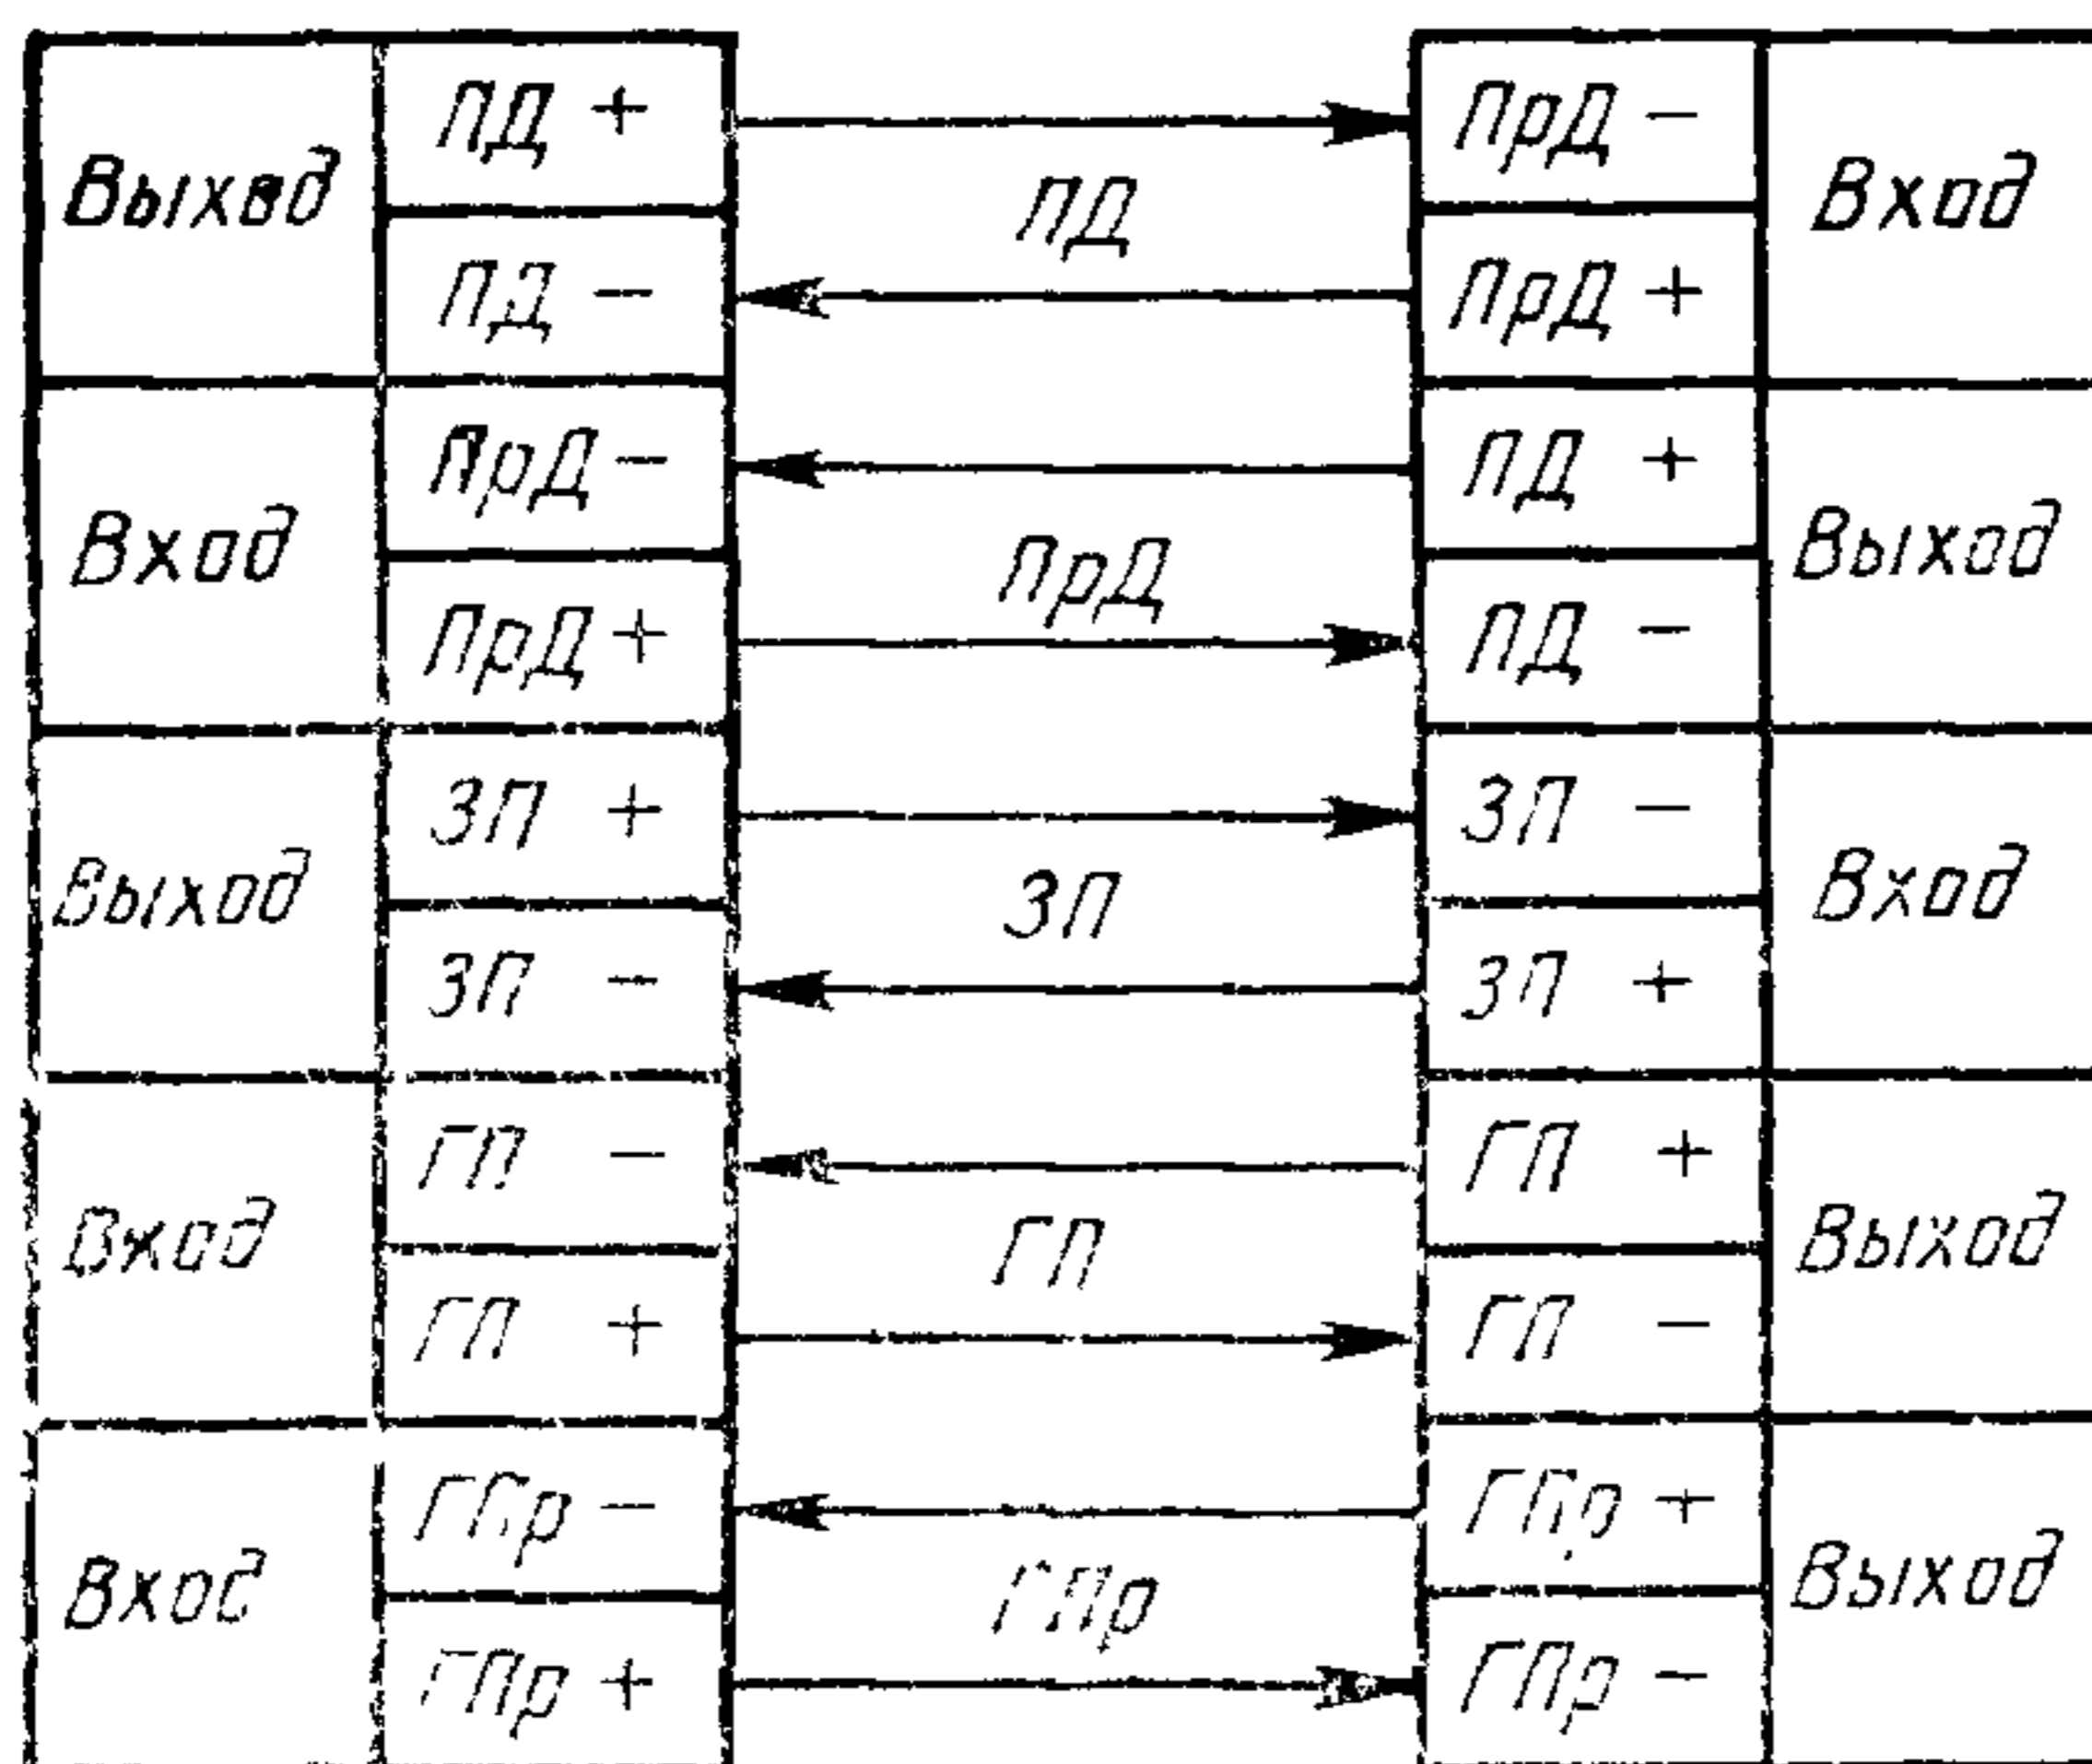 ПД + ПрД -
Выход ПД Вход
ПД - ПрД +
ПрД - ПД +
Вход ПрД Выход
ПрД + ПД -
ЗП + ЗП -
Выход ЗП Вход
ЗП - ЗП +
ГП - ГП +
Вход ГП Выход
ГП + ГП -
ГПр - ГПр +
Вход ГПр Выход
ГПр + ГПр -